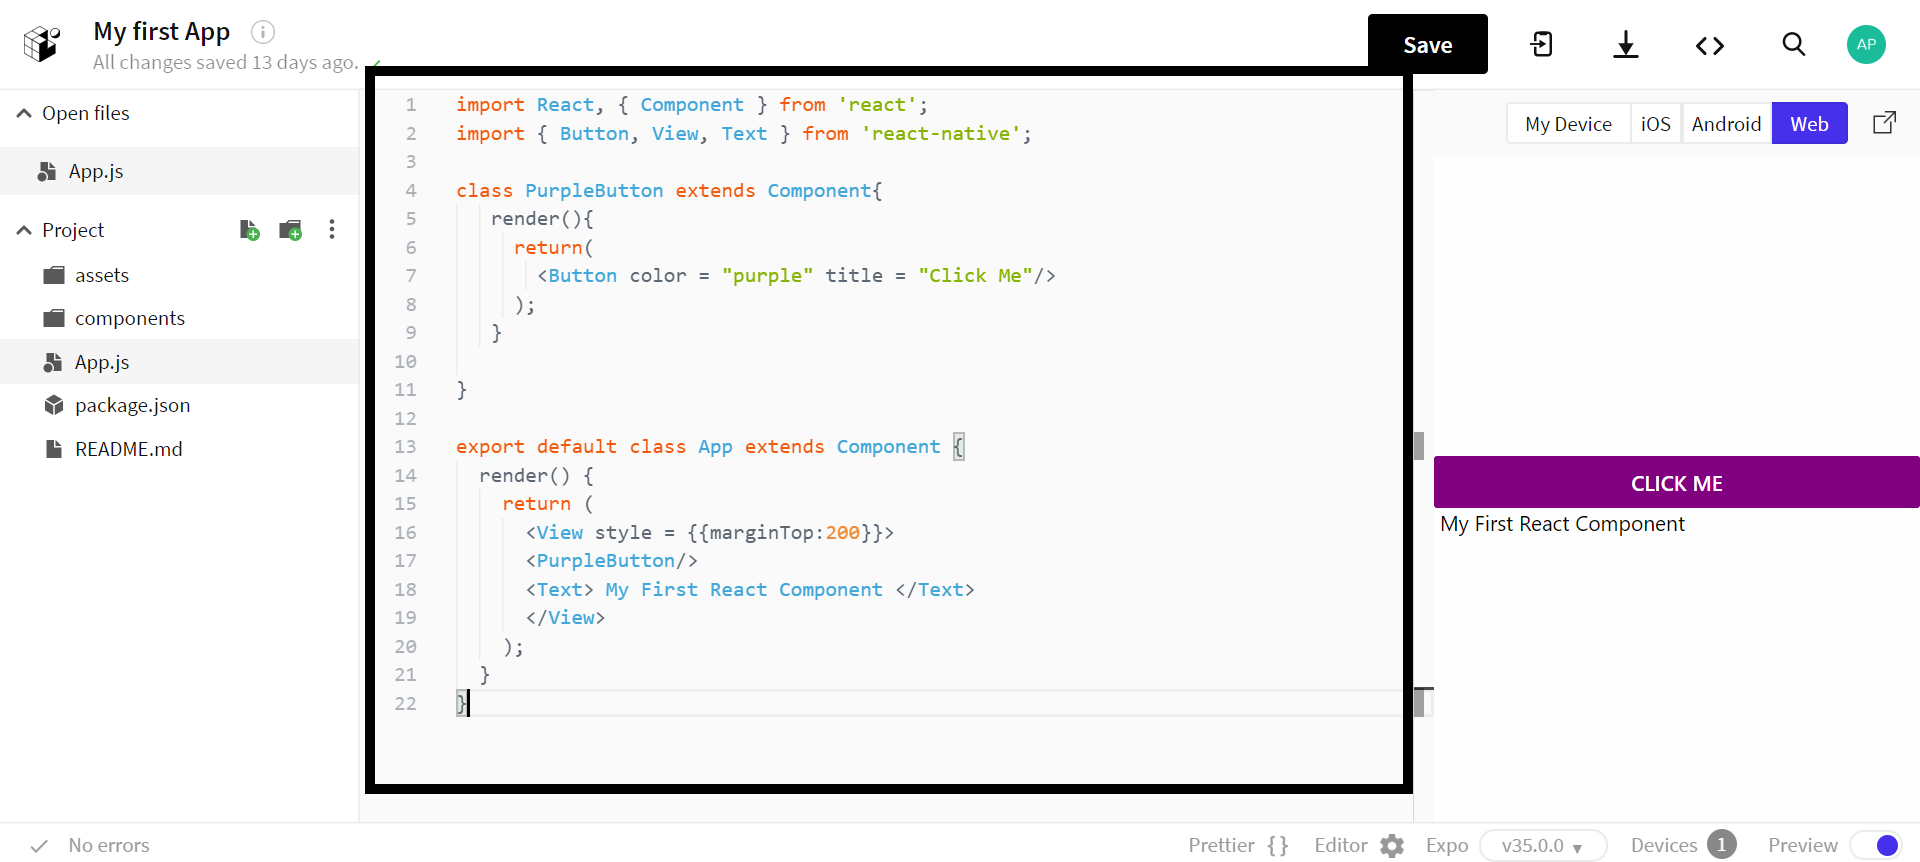 My first App
All changes saved 13 days ago.
Save
AP
Open files
App.js
Project
assets
components
App.js
package.json
README.md
1 import React, { Component } from 'react';
2 import { Button, View, Text } from 'react-native';
3
4 class PurpleButton extends Component{
5 render(){
6 return(
7 <Button color = "purple" title = "Click Me"/>
8 );
9 }
10
11 }
12
13 export default class App extends Component {
14 render() {
15 return (
16 <View style = {{marginTop:200}}>
17 <PurpleButton/>
18 <Text> My First React Component </Text>
19 </View>
20 );
21 }
22 }
My Device iOS Android Web
CLICK ME
My First React Component
No errors
Prettier {} Editor Expo v35.0.0 Devices 1 Preview